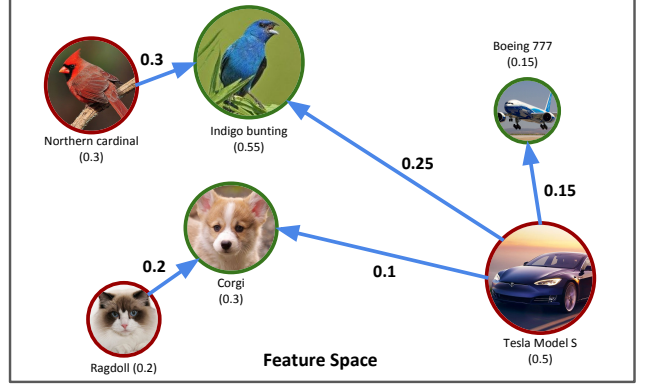 Boeing 777
(0.15)
0.3
Northern cardinal
(0.3)
Indigo bunting
(0.55)
0.25
0.15
0.2
Corgi
(0.3)
0.1
Ragdoll (0.2)
Feature Space
Tesla Model S
(0.5)